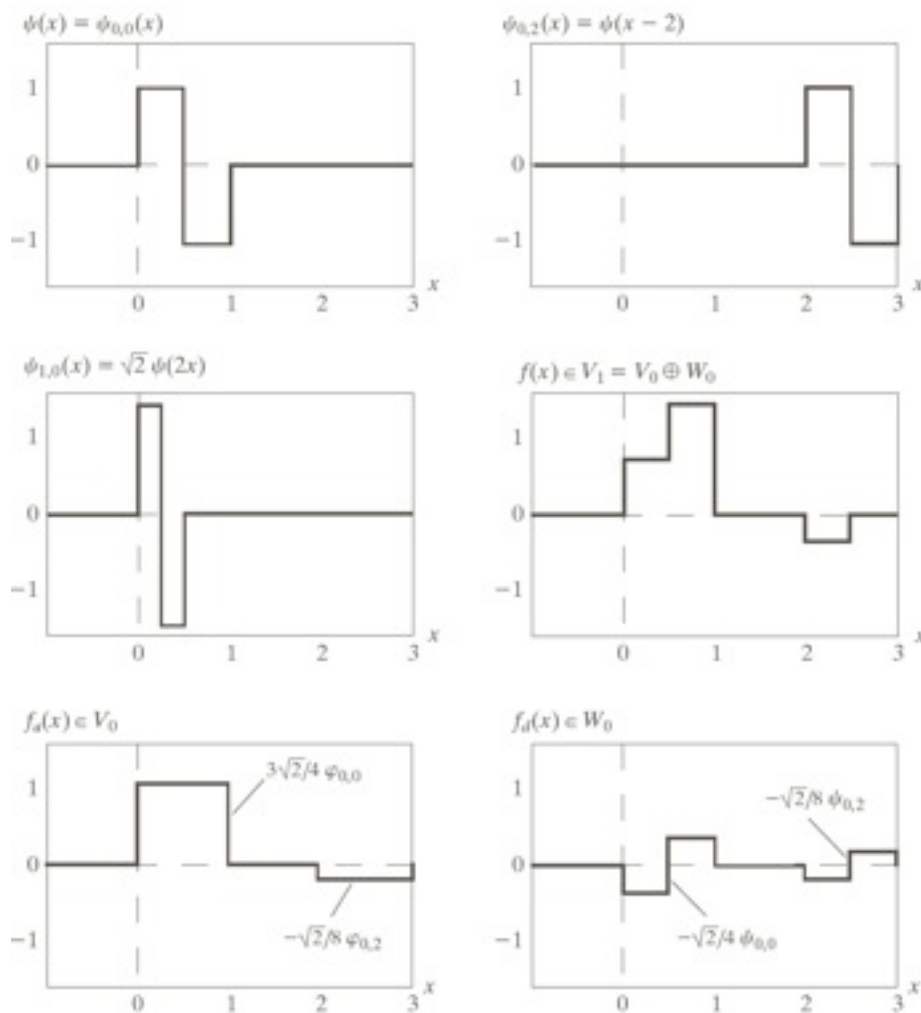 ψ(x) = ψ₀,₀(x)
1
0
−1
0 1 2 3
x
ψ₀,₂(x) = ψ(x − 2)
1
0
−1
0 1 2 3
x
ψ₁,₀(x) = √2 ψ(2x)
1
0
−1
0 1 2 3
x
f(x) ∈ V₁ = V₀ ⊕ W₀
1
0
−1
0 1 2 3
x
fₐ(x) ∈ V₀
1
0
−1
3√2/4 φ₀,₀
−√2/8 φ₀,₂
0 1 2 3
x
f_d(x) ∈ W₀
1
0
−1
−√2/8 ψ₀,₂
−√2/4 ψ₀,₀
0 1 2 3
x